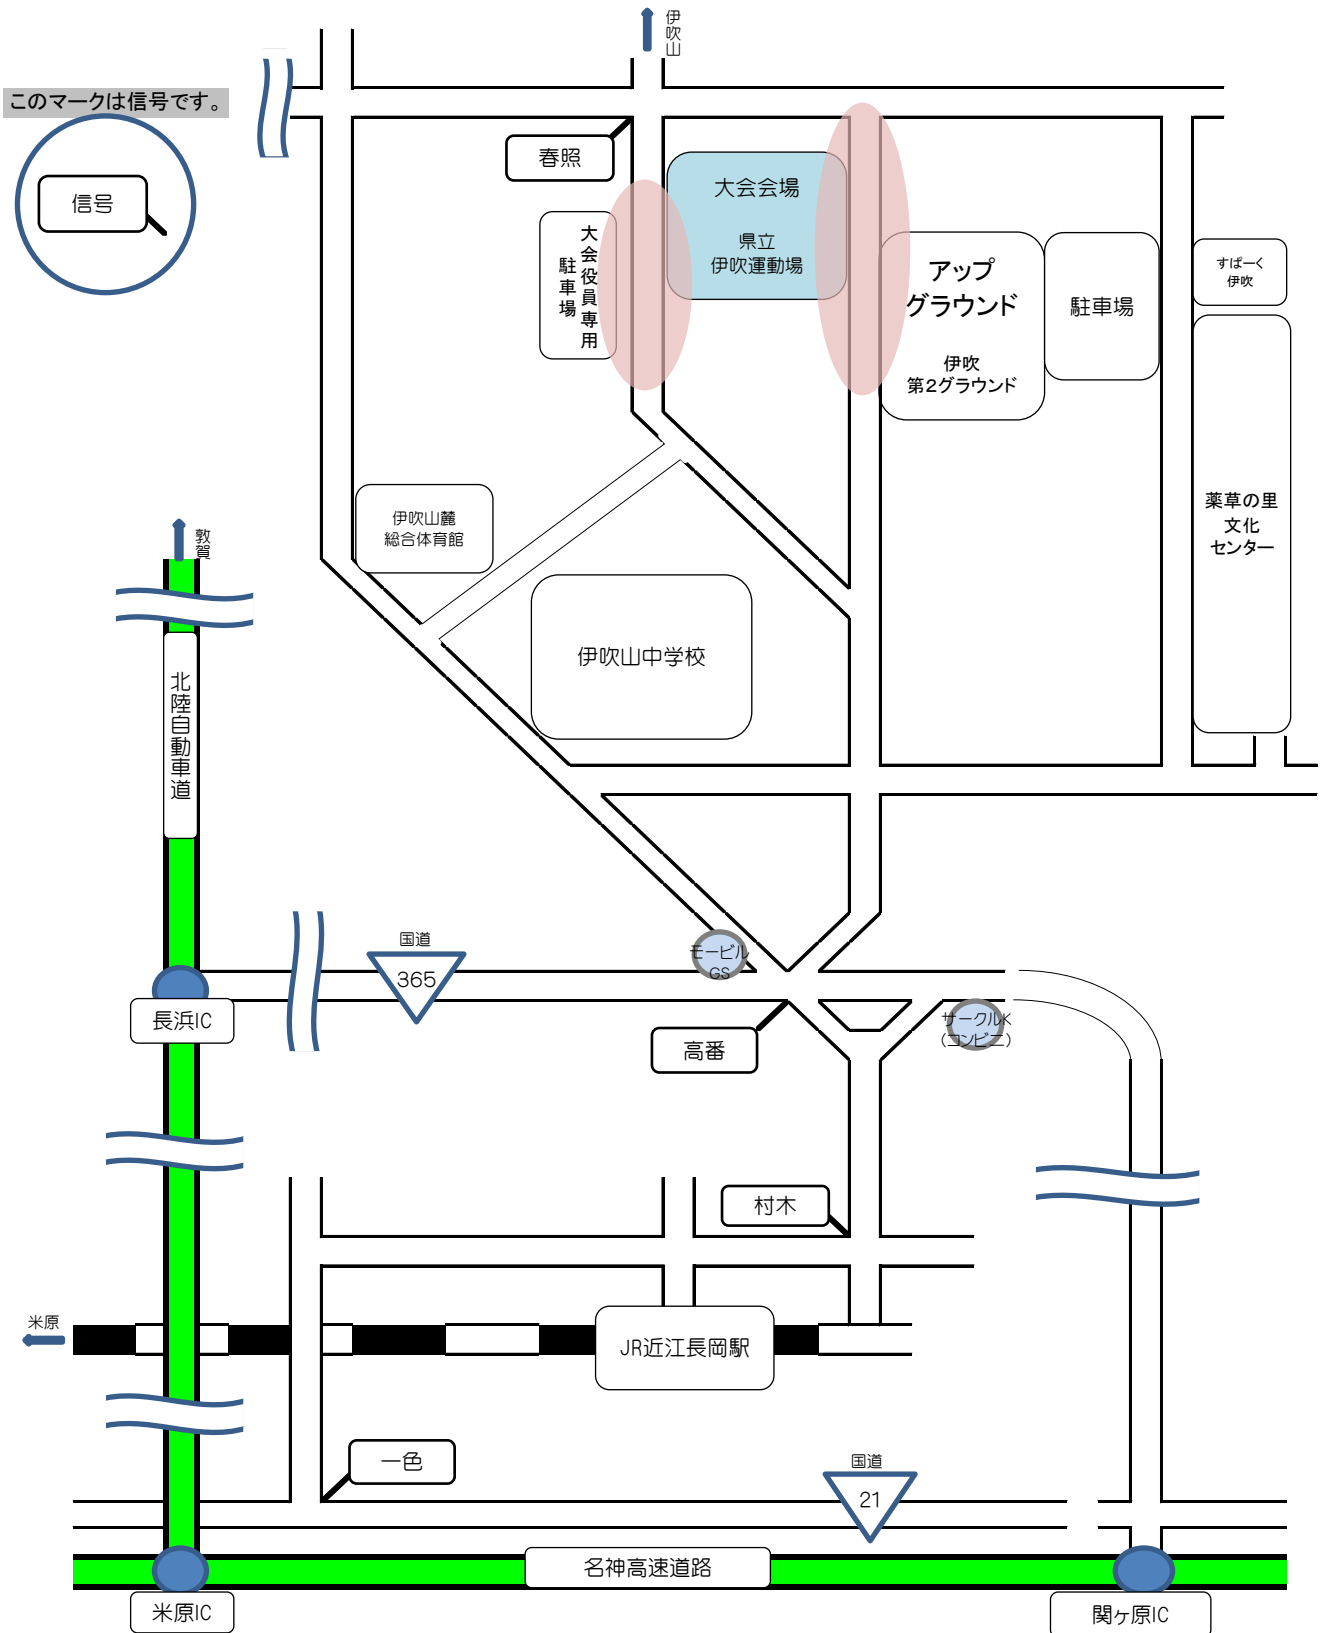 伊吹山
このマークは信号です。
信号
春照
大会会場
県立
伊吹運動場
大会役員専用
駐車場
アップ
グラウンド
伊吹
第2グラウンド
駐車場
すぱーく
伊吹
薬草の里
文化
センター
伊吹山麓
総合体育館
敦賀
伊吹山中学校
北陸自動車道
国道
365
モービル
GS
長浜IC
高番
サークルK
(コンビニ)
村木
米原
JR近江長岡駅
一色
国道
21
名神高速道路
米原IC
関ヶ原IC